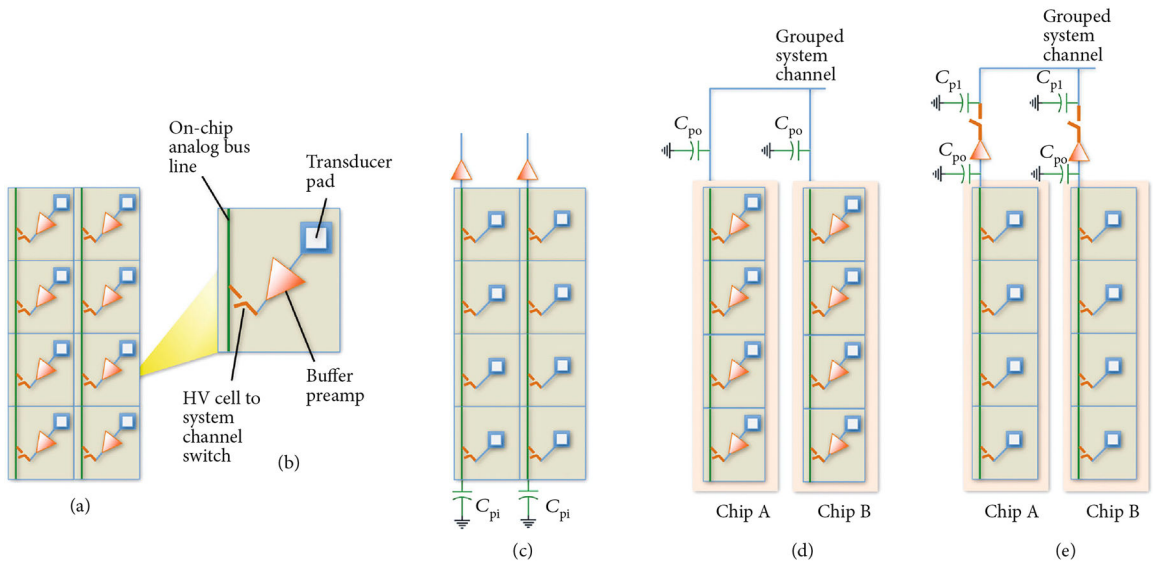 On-chip
analog bus
line
Transducer
pad
HV cell to
system
channel
switch
Buffer
preamp
(a)
(b)
C_pi
C_pi
(c)
Grouped
system
channel
C_po
C_po
Chip A
Chip B
(d)
Grouped
system
channel
C_p1
C_p1
C_po
C_po
Chip A
Chip B
(e)